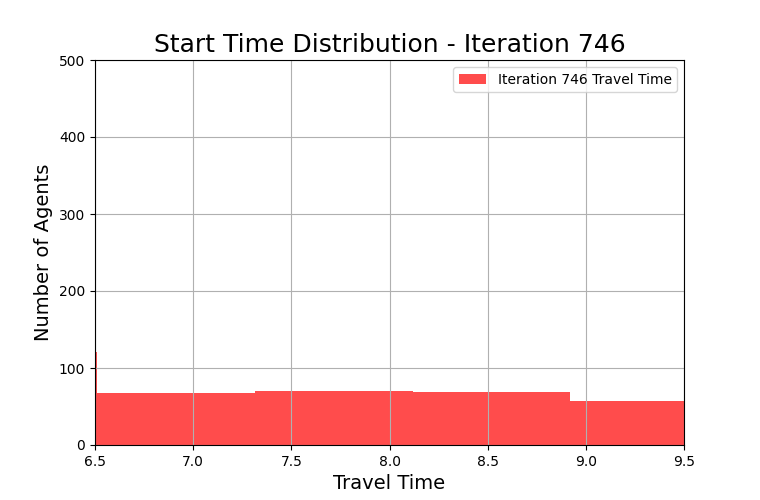 Start Time Distribution - Iteration 746
Iteration 746 Travel Time
Number of Agents
500
400
300
200
100
0
6.5 7.0 7.5 8.0 8.5 9.0 9.5
Travel Time